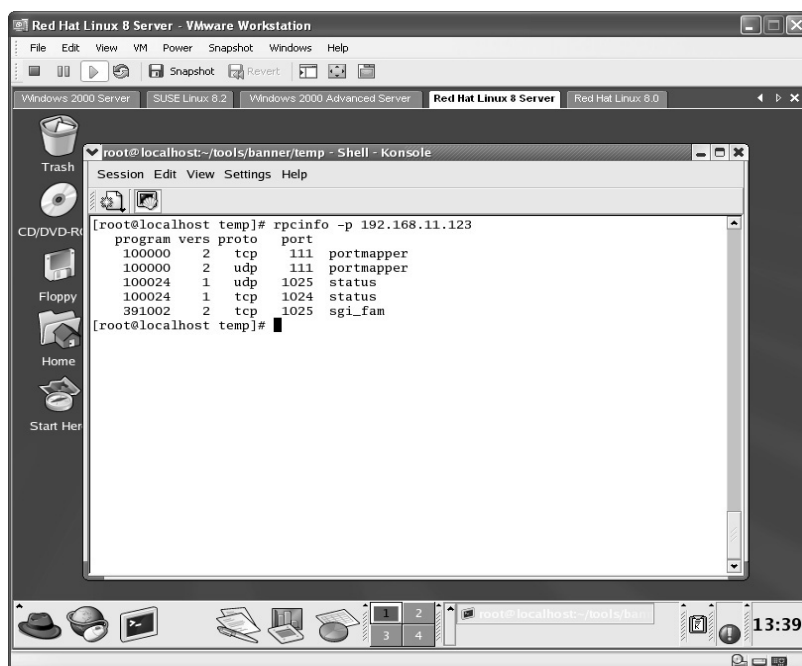 Red Hat Linux 8 Server - VMware Workstation
File Edit View VM Power Snapshot Windows Help
Snapshot Revert
Windows 2000 Server SUSE Linux 8.2 Windows 2000 Advanced Server Red Hat Linux 8 Server Red Hat Linux 8.0
Trash
CD/DVD-R
Floppy
Home
Start Her
root@localhost:~/tools/banner/temp - Shell - Konsole
Session Edit View Settings Help
[root@localhost temp]# rpcinfo -p 192.168.11.123
program vers proto port
100000 2 tcp 111 portmapper
100000 2 udp 111 portmapper
100024 1 udp 1025 status
100024 1 tcp 1024 status
391002 2 tcp 1025 sgi_fam
[root@localhost temp]#
1 2
3 4
root@localhost:~/tools/ban
13:39